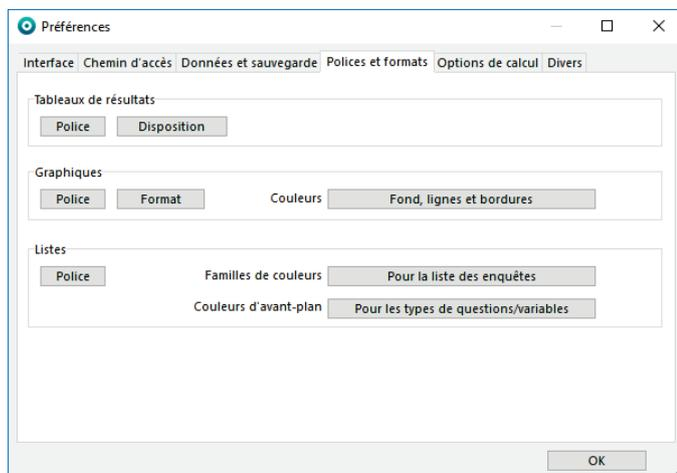 Préférences
Interface Chemin d'accès Données et sauvegarde Polices et formats Options de calcul Divers
Tableaux de résultats
Police Disposition
Graphiques
Police Format Couleurs Fond, lignes et bordures
Listes
Police Familles de couleurs Pour la liste des enquêtes
Couleurs d'avant-plan Pour les types de questions/variables
OK